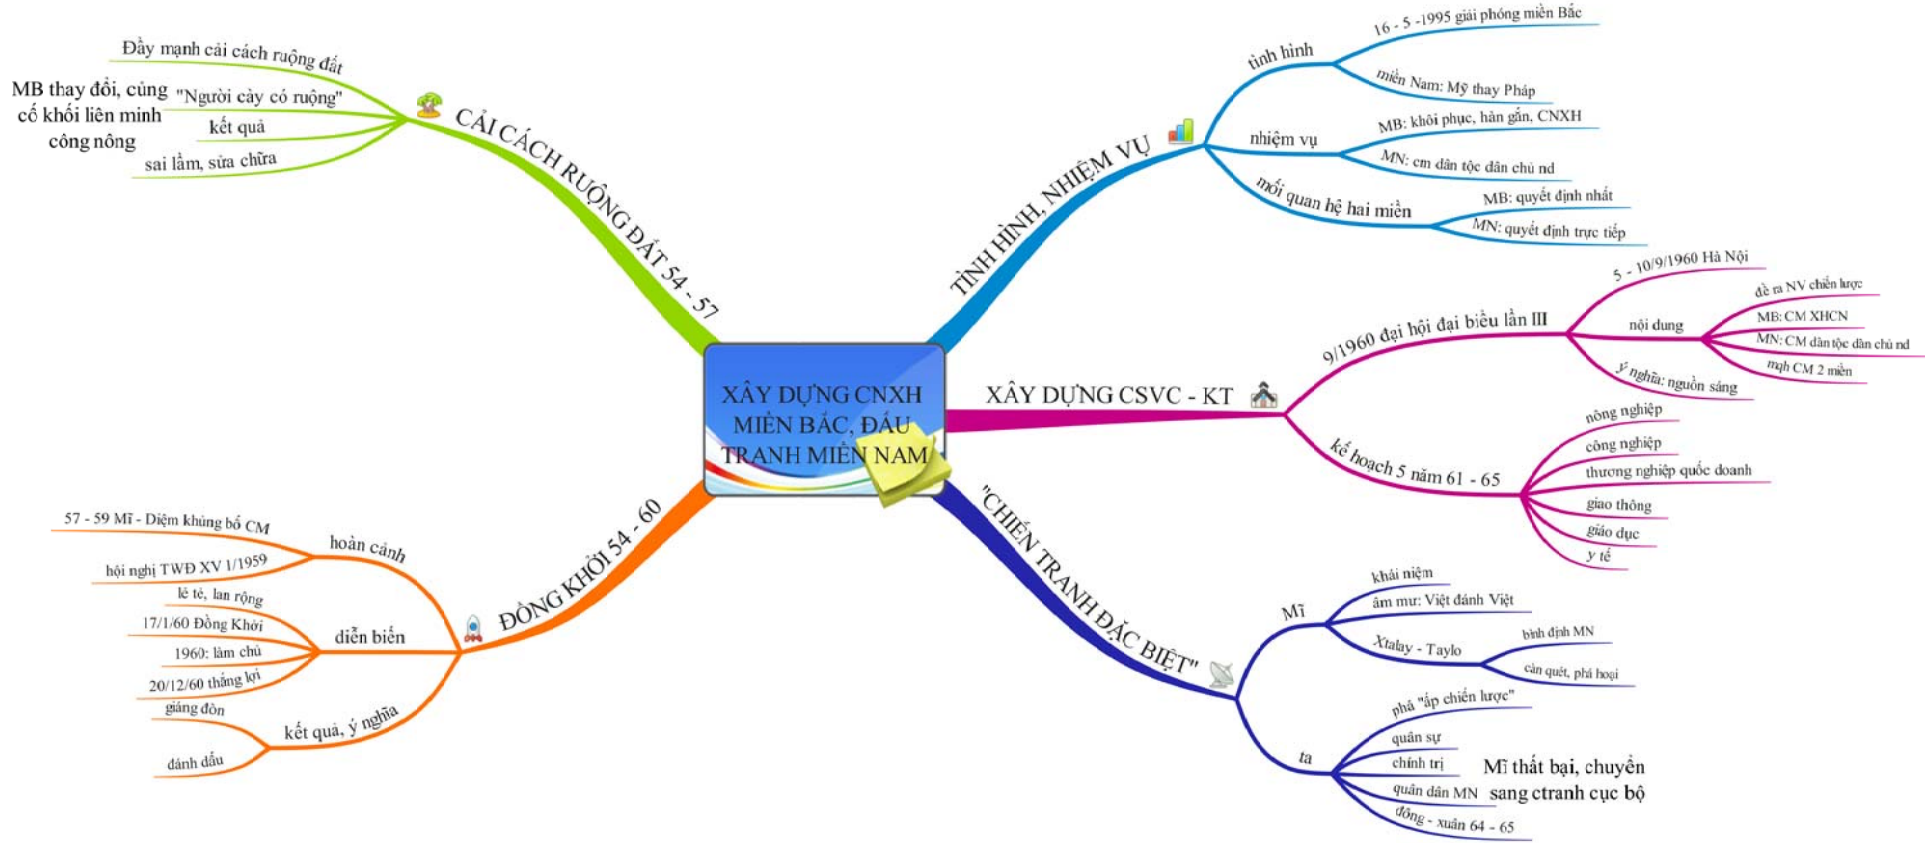 XÂY DỰNG CNXH
MIỀN BẮC, ĐẤU
TRANH MIỀN NAM
TÌNH HÌNH, NHIỆM VỤ
tình hình
16 - 5 -1995 giải phóng miền Bắc
miền Nam: Mỹ thay Pháp
nhiệm vụ
MB: khôi phục, hàn gắn, CNXH
MN: cm dân tộc dân chủ nd
mối quan hệ hai miền
MB: quyết định nhất
MN: quyết định trực tiếp
XÂY DỰNG CSVC - KT
9/1960 đại hội đại biểu lần III
5 - 10/9/1960 Hà Nội
nội dung
đề ra NV chiến lược
MB: CM XHCN
MN: CM dân tộc dân chủ nd
mqh CM 2 miền
ý nghĩa: nguồn sáng
kế hoạch 5 năm 61 - 65
nông nghiệp
công nghiệp
thương nghiệp quốc doanh
giao thông
giáo dục
y tế
"CHIẾN TRANH ĐẶC BIỆT"
Mĩ
khái niệm
âm mư: Việt đánh Việt
Xtalay - Taylo
bình định MN
càn quét, phá hoại
ta
phá "ấp chiến lược"
quân sự
chính trị
quân dân MN
đông - xuân 64 - 65
Mĩ thất bại, chuyển
sang ctranh cục bộ
CẢI CÁCH RUỘNG ĐẤT 54 - 57
Đẩy mạnh cải cách ruộng đất
"Người cày có ruộng"
kết quả
sai lầm, sửa chữa
MB thay đổi, củng
cố khối liên minh
công nông
ĐỒNG KHỞI 54 - 60
hoàn cảnh
57 - 59 Mĩ - Diệm khủng bố CM
hội nghị TWĐ XV 1/1959
diễn biến
lẻ tẻ, lan rộng
17/1/60 Đồng Khởi
1960: làm chủ
20/12/60 thắng lợi
kết quả, ý nghĩa
giáng đòn
đánh dấu